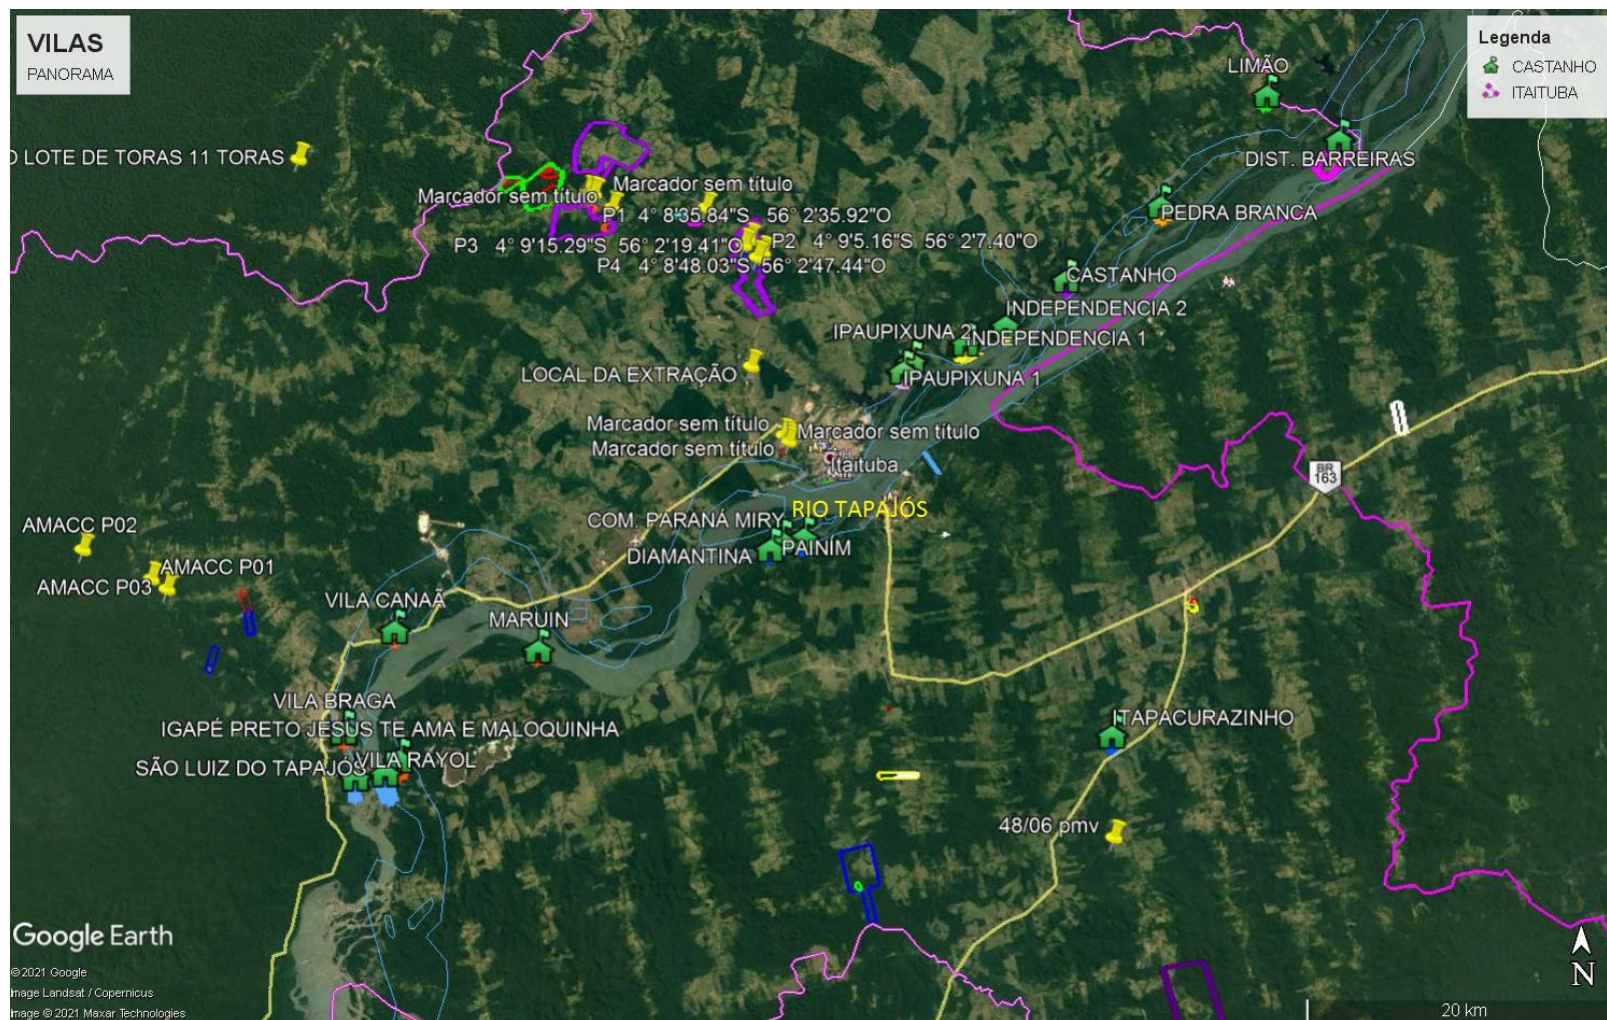 VILAS
PANORAMA
Legenda
CASTANHO
ITAITUBA
LIMÃO
O LOTE DE TORAS 11 TORAS
DIST. BARREIRAS
Marcador sem título
Marcador sem título
P1 4° 8'35.84"S 56° 2'35.92"O
PEDRA BRANCA
P3 4° 9'15.29"S 56° 2'19.41"O
P2 4° 9'5.16"S 56° 2'7.40"O
P4 4° 8'48.03"S 56° 2'47.44"O
CASTANHO
INDEPENDENCIA 2
IPAUPIXUNA 2
INDEPENDENCIA 1
LOCAL DA EXTRAÇÃO
IPAUPIXUNA 1
Marcador sem título
Marcador sem título
Marcador sem título
Itaituba
BR
163
RIO TAPAJÓS
AMACC P02
COM. PARANÁ MIRY
DIAMANTINA
PAINIM
AMACC P01
AMACC P03
VILA CANAÃ
MARUIN
VILA BRAGA
IGAPÉ PRETO JESUS TE AMA E MALOQUINHA
ITAPACURAZINHO
SÃO LUIZ DO TAPAJÓS
VILA RAYOL
48/06 pmv
Google Earth
©2021 Google
Image Landsat / Copernicus
Image © 2021 Maxar Technologies
N
20 km